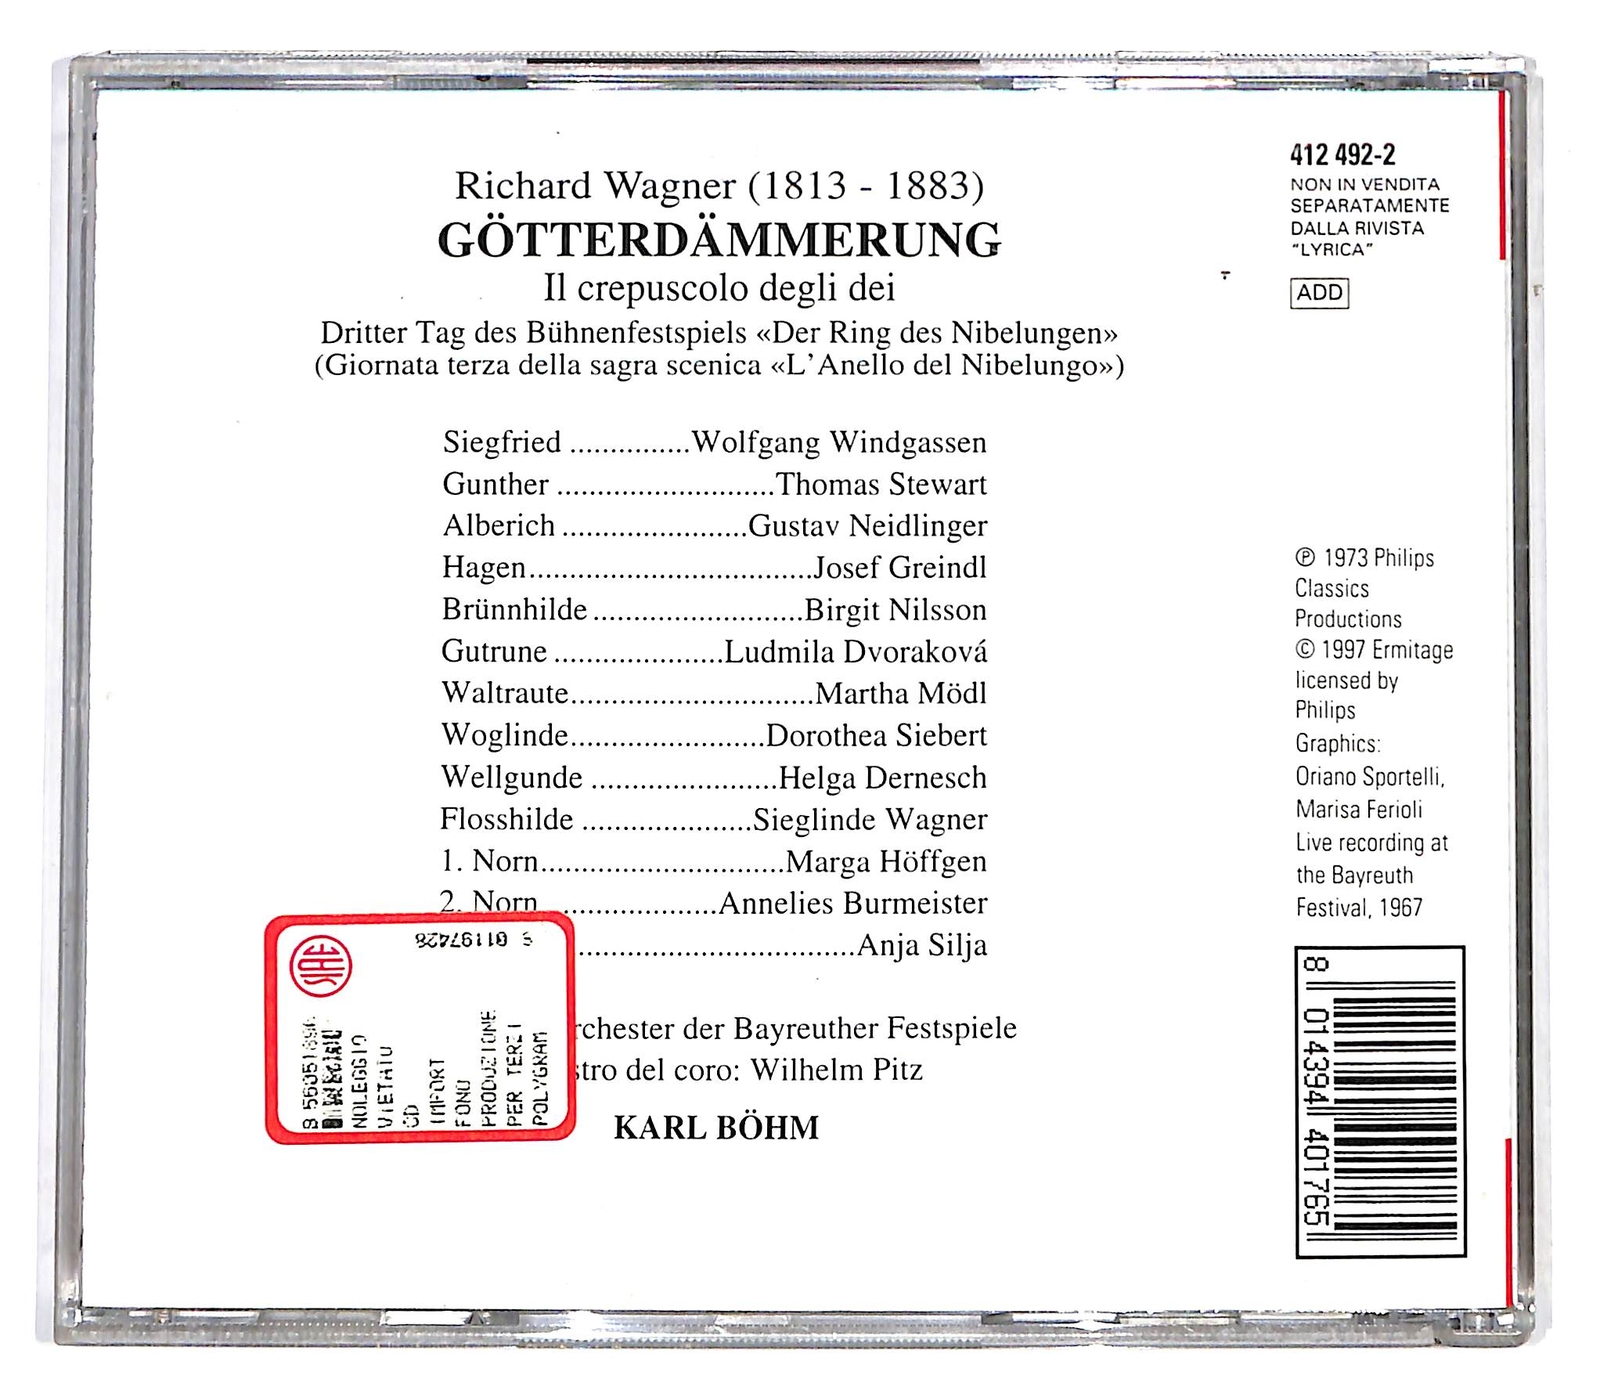 Richard Wagner (1813 - 1883)
GÖTTERDÄMMERUNG
Il crepuscolo degli dei
Dritter Tag des Bühnenfestspiels «Der Ring des Nibelungen»
(Giornata terza della sagra scenica «L'Anello del Nibelungo»)
Siegfried ...............Wolfgang Windgassen
Gunther ...........................Thomas Stewart
Alberich .......................Gustav Neidlinger
Hagen...................................Josef Greindl
Brünnhilde ..........................Birgit Nilsson
Gutrune .....................Ludmila Dvoraková
Waltraute..............................Martha Mödl
Woglinde........................Dorothea Siebert
Wellgunde .......................Helga Dernesch
Flosshilde .....................Sieglinde Wagner
1. Norn..............................Marga Höffgen
2. Norn ...................Annelies Burmeister
..................................Anja Silja
rchester der Bayreuther Festspiele
stro del coro: Wilhelm Pitz
KARL BÖHM
412 492-2
NON IN VENDITA
SEPARATAMENTE
DALLA RIVISTA
"LYRICA"
ADD
℗ 1973 Philips
Classics
Productions
© 1997 Ermitage
licensed by
Philips
Graphics:
Oriano Sportelli,
Marisa Ferioli
Live recording at
the Bayreuth
Festival, 1967
8 014394 401765
SIAE
S 01197428
NOLEGGIO
VIETATO
CD
IMPORT
FONO
PRODUZIONE
PER TERZI
POLYGRAM